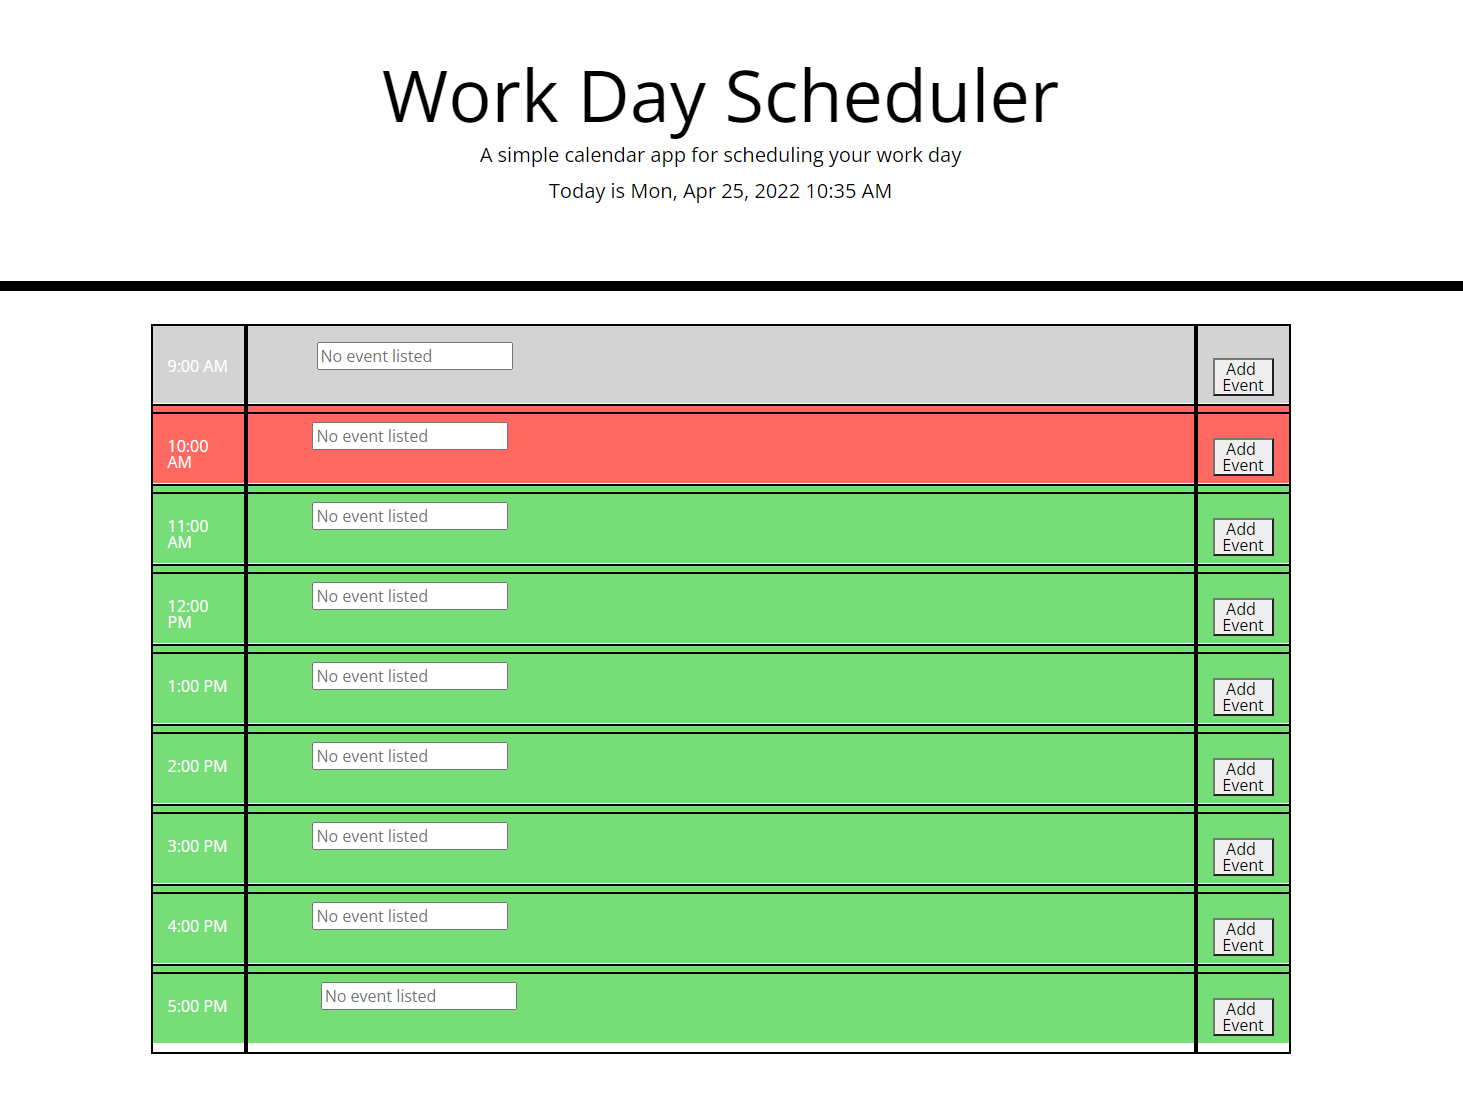 Work Day Scheduler
A simple calendar app for scheduling your work day
Today is Mon, Apr 25, 2022 10:35 AM
9:00 AM
No event listed
Add
Event
10:00
AM
No event listed
Add
Event
11:00
AM
No event listed
Add
Event
12:00
PM
No event listed
Add
Event
1:00 PM
No event listed
Add
Event
2:00 PM
No event listed
Add
Event
3:00 PM
No event listed
Add
Event
4:00 PM
No event listed
Add
Event
5:00 PM
No event listed
Add
Event